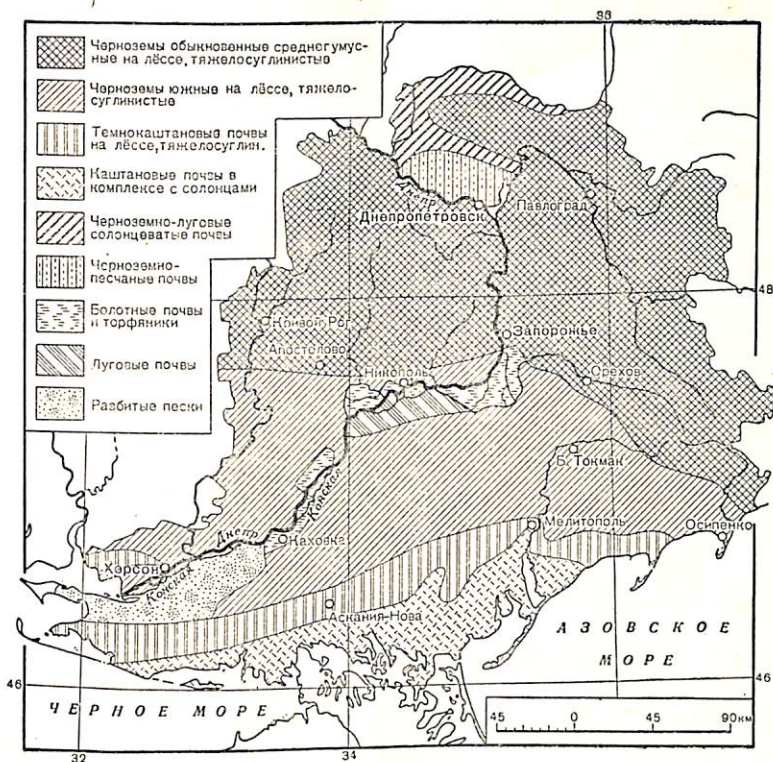 Черноземы обыкновенные среднегумус-
ные на лёссе, тяжелосуглинистые
Черноземы южные на лёссе, тяжело-
суглинистые
Темнокаштановые почвы
на лёссе, тяжелосуглин.
Каштановые почвы в
комплексе с солонцами
Черноземно-луговые
солонцеватые почвы
Черноземно-
песчаные почвы
Болотные почвы
и торфяники
Луговые почвы
Разбитые пески
36
Днепр
Днепропетровск
Павлоград
48
Кривой Рог
Запорожье
Апостолово
Никополь
Орехов
Б. Токмак
Конская
Днепр
Мелитополь
Осипенко
Каховка
Херсон
Конская
Аскания-Нова
АЗОВСКОЕ
МОРЕ
46
46
ЧЕРНОЕ МОРЕ
45 0 45 90 км
32
34